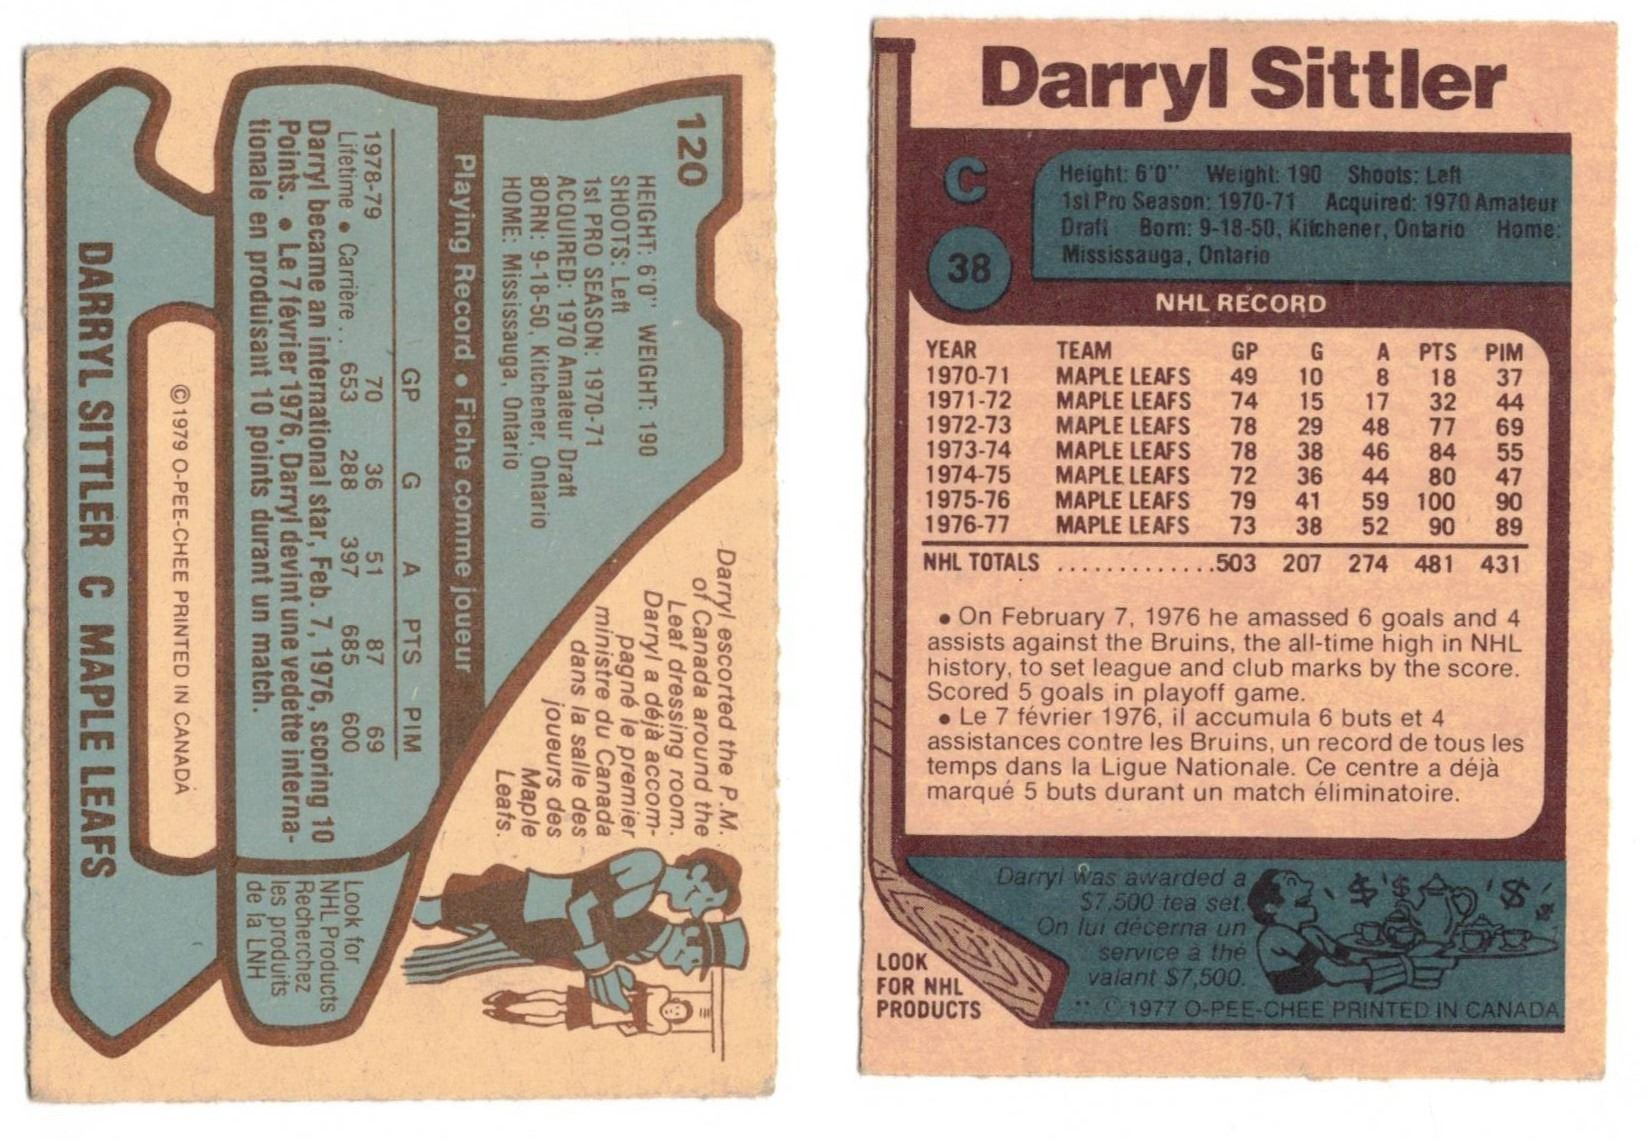 120
HEIGHT: 6'0" WEIGHT: 190
SHOOTS: Left
1st PRO SEASON: 1970-71
ACQUIRED: 1970 Amateur Draft
BORN: 9-18-50, Kitchener, Ontario
HOME: Mississauga, Ontario
Darryl escorted the P.M.
of Canada around the
Leaf dressing room.
Darryl a déjà accom-
pagné le premier
ministre du Canada
dans la salle des
joueurs des
Maple
Leafs.
Playing Record • Fiche comme joueur
GP G A PTS PIM
1978-79 70 36 51 87 69
Lifetime • Carrière .. 653 288 397 685 600
Darryl became an international star, Feb. 7, 1976, scoring 10
Points. • Le 7 février 1976, Darryl devint une vedette interna-
tionale en produisant 10 points durant un match.
Look for
NHL Products
Recherchez
les produits
de la LNH
©1979 O-PEE-CHEE PRINTED IN CANADA
DARRYL SITTLER C MAPLE LEAFS
Darryl Sittler
C
38
Height: 6'0" Weight: 190 Shoots: Left
1st Pro Season: 1970-71 Acquired: 1970 Amateur
Draft Born: 9-18-50, Kitchener, Ontario Home:
Mississauga, Ontario
NHL RECORD
YEAR TEAM GP G A PTS PIM
1970-71 MAPLE LEAFS 49 10 8 18 37
1971-72 MAPLE LEAFS 74 15 17 32 44
1972-73 MAPLE LEAFS 78 29 48 77 69
1973-74 MAPLE LEAFS 78 38 46 84 55
1974-75 MAPLE LEAFS 72 36 44 80 47
1975-76 MAPLE LEAFS 79 41 59 100 90
1976-77 MAPLE LEAFS 73 38 52 90 89
NHL TOTALS .............503 207 274 481 431
• On February 7, 1976 he amassed 6 goals and 4
assists against the Bruins, the all-time high in NHL
history, to set league and club marks by the score.
Scored 5 goals in playoff game.
• Le 7 février 1976, il accumula 6 buts et 4
assistances contre les Bruins, un record de tous les
temps dans la Ligue Nationale. Ce centre a déjà
marqué 5 buts durant un match éliminatoire.
Darryl was awarded a
$7,500 tea set.
On lui décerna un
service à thé
valant $7,500.
$ $ $
LOOK
FOR NHL
PRODUCTS
** © 1977 O-PEE-CHEE PRINTED IN CANADA